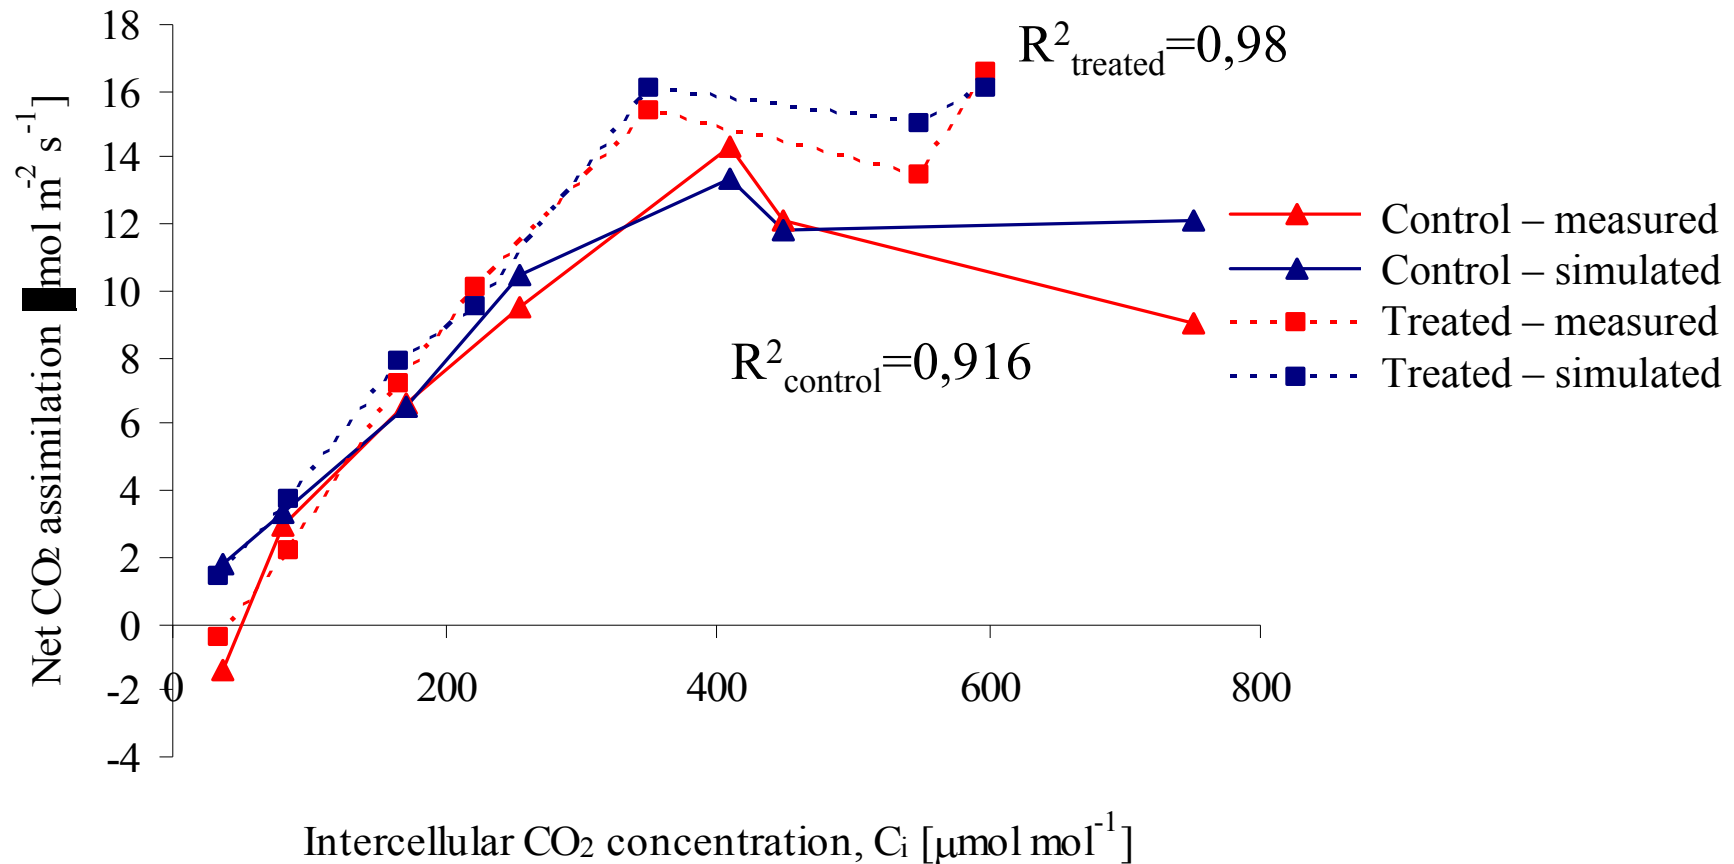 18
16
14
12
10
8
6
4
2
0
-2
-4
0
200
400
600
800
Net CO₂ assimilation mol m⁻² s⁻¹]
R²treated=0,98
R²control=0,916
Control – measured
Control – simulated
Treated – measured
Treated – simulated
Intercellular CO₂ concentration, Cᵢ [μmol mol⁻¹]